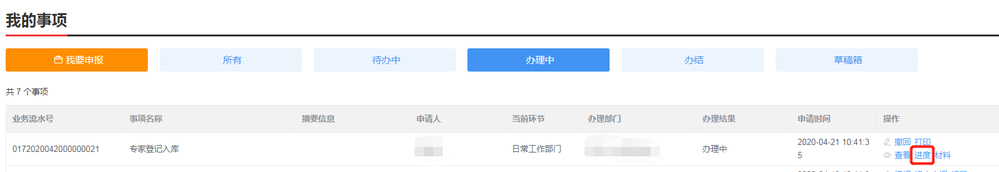 我的事项
我要申报 所有 待办中 办理中 办结 草稿箱
共 7 个事项
业务流水号 事项名称 摘要信息 申请人 当前环节 办理部门 办理结果 申请时间 操作
0172020042000000021 专家登记入库 日常工作部门 办理中 2020-04-21 10:41:3 撤回 打印
5 查看 进度 材料